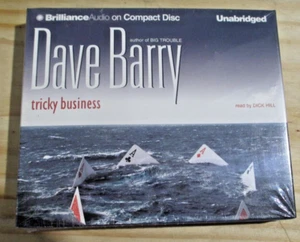 BrillianceAudio on Compact Disc
Unabridged
Dave Barry
author of BIG TROUBLE
tricky business
read by DICK HILL